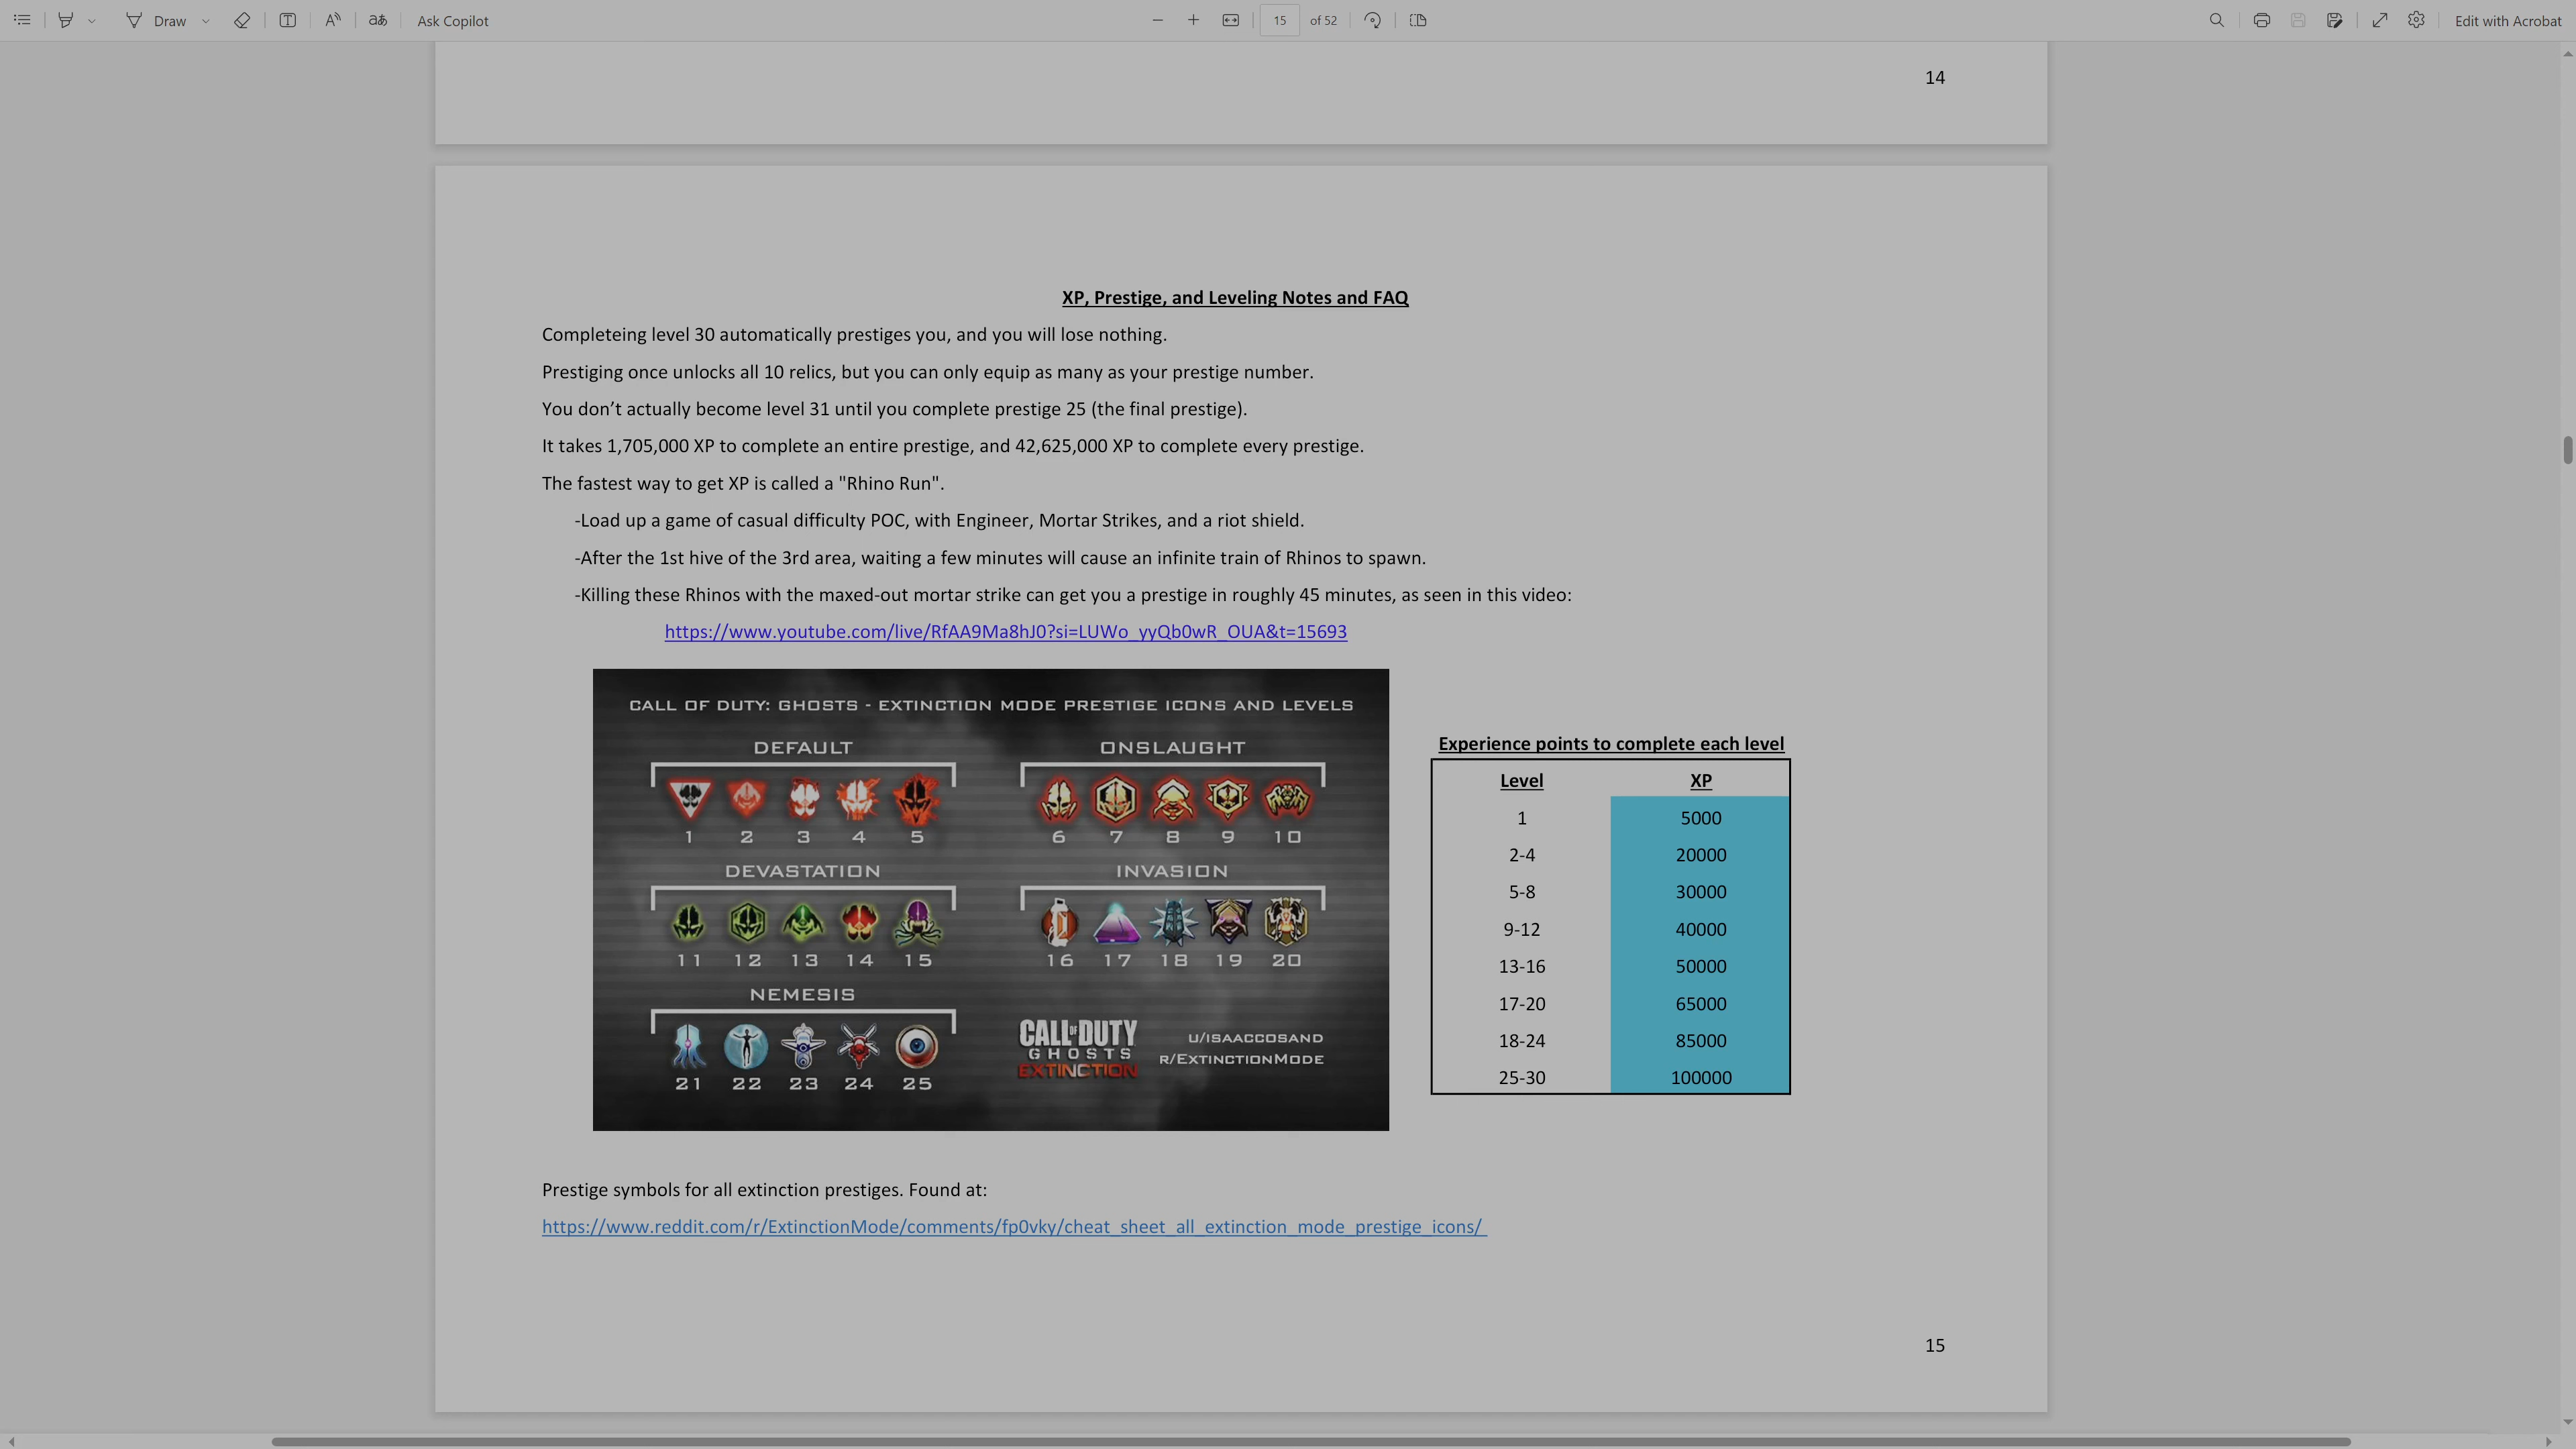 Draw
Ask Copilot
15 of 52
Edit with Acrobat
14
XP, Prestige, and Leveling Notes and FAQ
Completeing level 30 automatically prestiges you, and you will lose nothing.
Prestiging once unlocks all 10 relics, but you can only equip as many as your prestige number.
You don’t actually become level 31 until you complete prestige 25 (the final prestige).
It takes 1,705,000 XP to complete an entire prestige, and 42,625,000 XP to complete every prestige.
The fastest way to get XP is called a "Rhino Run".
-Load up a game of casual difficulty POC, with Engineer, Mortar Strikes, and a riot shield.
-After the 1st hive of the 3rd area, waiting a few minutes will cause an infinite train of Rhinos to spawn.
-Killing these Rhinos with the maxed-out mortar strike can get you a prestige in roughly 45 minutes, as seen in this video:
https://www.youtube.com/live/RfAA9Ma8hJ0?si=LUWo_yyQb0wR_OUA&t=15693
CALL OF DUTY: GHOSTS - EXTINCTION MODE PRESTIGE ICONS AND LEVELS
DEFAULT
1 2 3 4 5
ONSLAUGHT
6 7 8 9 10
DEVASTATION
11 12 13 14 15
INVASION
16 17 18 19 20
NEMESIS
21 22 23 24 25
CALL OF DUTY
GHOSTS
EXTINCTION
U/ISAACCOSAND
R/EXTINCTIONMODE
Experience points to complete each level
Level XP
1 5000
2-4 20000
5-8 30000
9-12 40000
13-16 50000
17-20 65000
18-24 85000
25-30 100000
Prestige symbols for all extinction prestiges. Found at:
https://www.reddit.com/r/ExtinctionMode/comments/fp0vky/cheat_sheet_all_extinction_mode_prestige_icons/
15